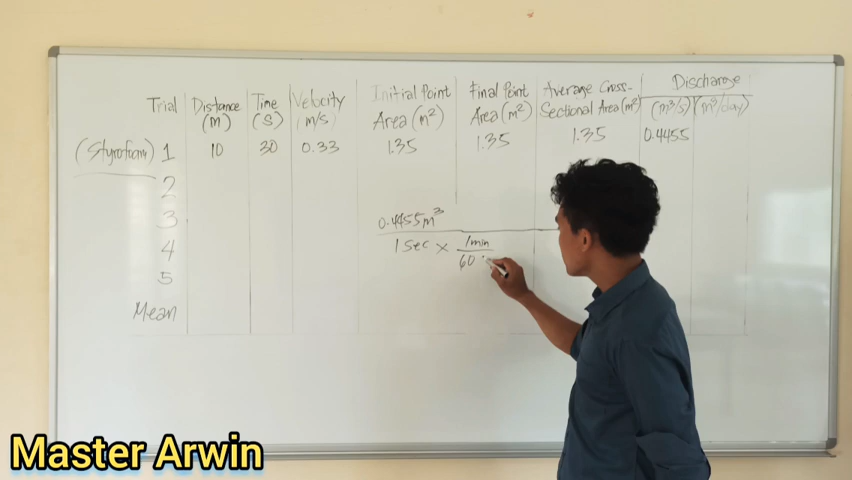 Trial Distance (m) Time (s) Velocity (m/s) Initial Point Area (m²) Final Point Area (m²) Average Cross-Sectional Area (m²) Discharge (m³/s) (m³/day)
(Styrofoam) 1 10 30 0.33 1.35 1.35 1.35 0.4455
2
3
4
5
Mean
0.4455m³
1 sec × 1min
60
Master Arwin